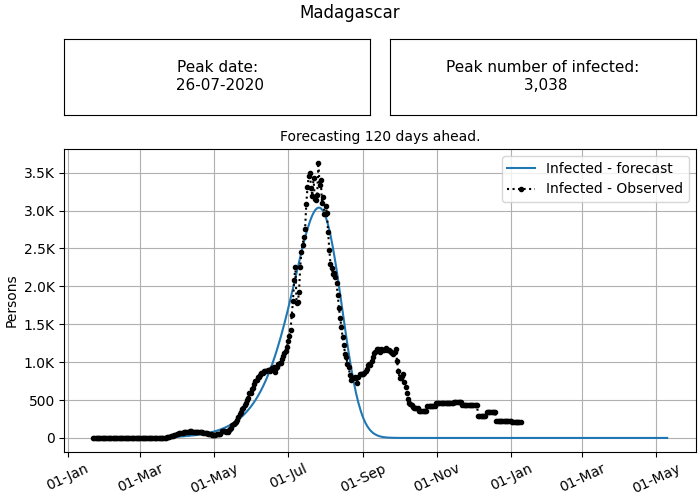 Madagascar
Peak date:
26-07-2020
Peak number of infected:
3,038
Forecasting 120 days ahead.
Infected - forecast
Infected - Observed
3.5K
3.0K
2.5K
2.0K
1.5K
1.0K
500
0
Persons
01-Jan
01-Mar
01-May
01-Jul
01-Sep
01-Nov
01-Jan
01-Mar
01-May